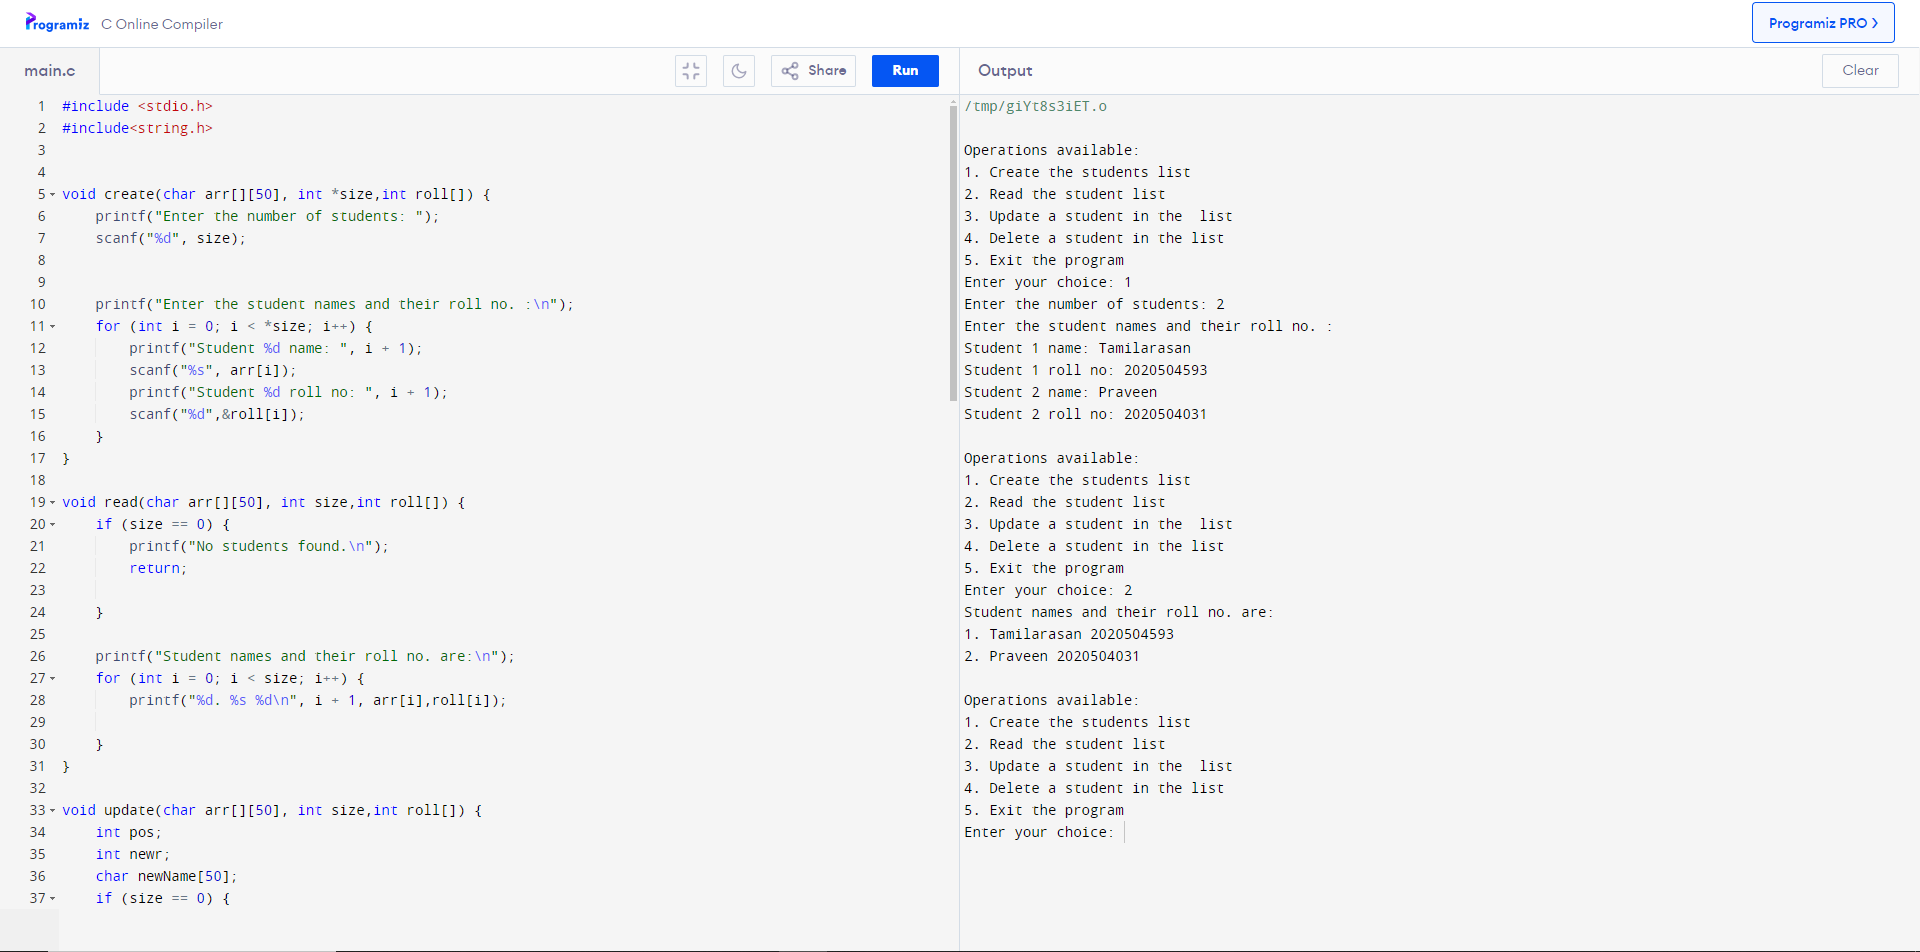 Programiz C Online Compiler
Programiz PRO >
main.c
Share
Run
Output
Clear
1 #include <stdio.h>
2 #include<string.h>
3
4
5 void create(char arr[][50], int *size,int roll[]) {
6     printf("Enter the number of students: ");
7     scanf("%d", size);
8
9
10     printf("Enter the student names and their roll no. :\n");
11     for (int i = 0; i < *size; i++) {
12         printf("Student %d name: ", i + 1);
13         scanf("%s", arr[i]);
14         printf("Student %d roll no: ", i + 1);
15         scanf("%d",&roll[i]);
16     }
17 }
18
19 void read(char arr[][50], int size,int roll[]) {
20     if (size == 0) {
21         printf("No students found.\n");
22         return;
23
24     }
25
26     printf("Student names and their roll no. are:\n");
27     for (int i = 0; i < size; i++) {
28         printf("%d. %s %d\n", i + 1, arr[i],roll[i]);
29
30     }
31 }
32
33 void update(char arr[][50], int size,int roll[]) {
34     int pos;
35     int newr;
36     char newName[50];
37     if (size == 0) {
/tmp/giYt8s3iET.o
Operations available:
1. Create the students list
2. Read the student list
3. Update a student in the  list
4. Delete a student in the list
5. Exit the program
Enter your choice: 1
Enter the number of students: 2
Enter the student names and their roll no. :
Student 1 name: Tamilarasan
Student 1 roll no: 2020504593
Student 2 name: Praveen
Student 2 roll no: 2020504031
Operations available:
1. Create the students list
2. Read the student list
3. Update a student in the  list
4. Delete a student in the list
5. Exit the program
Enter your choice: 2
Student names and their roll no. are:
1. Tamilarasan 2020504593
2. Praveen 2020504031
Operations available:
1. Create the students list
2. Read the student list
3. Update a student in the  list
4. Delete a student in the list
5. Exit the program
Enter your choice: